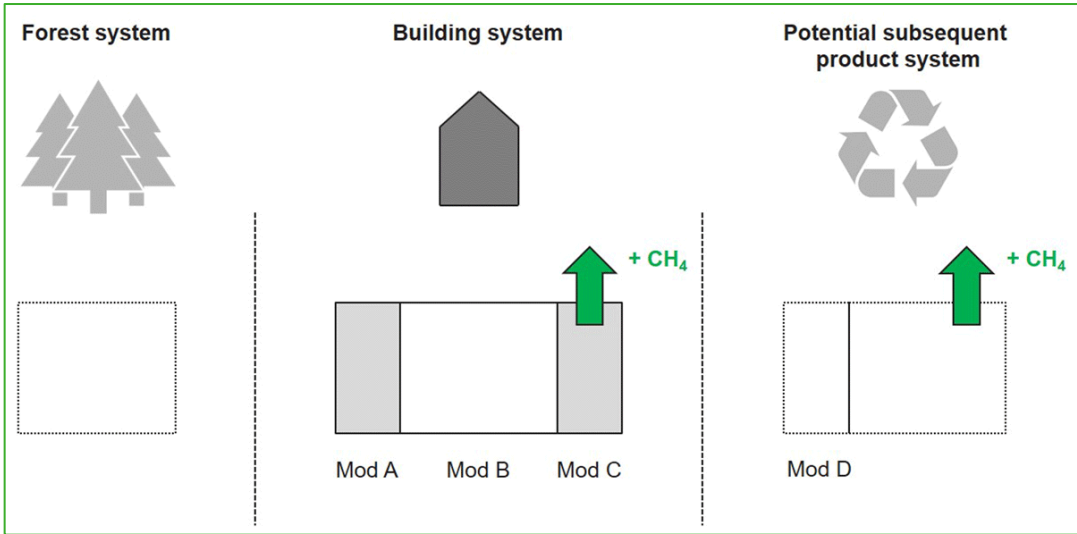 Forest system
Building system
Potential subsequent
product system
+ CH₄
+ CH₄
Mod A
Mod B
Mod C
Mod D